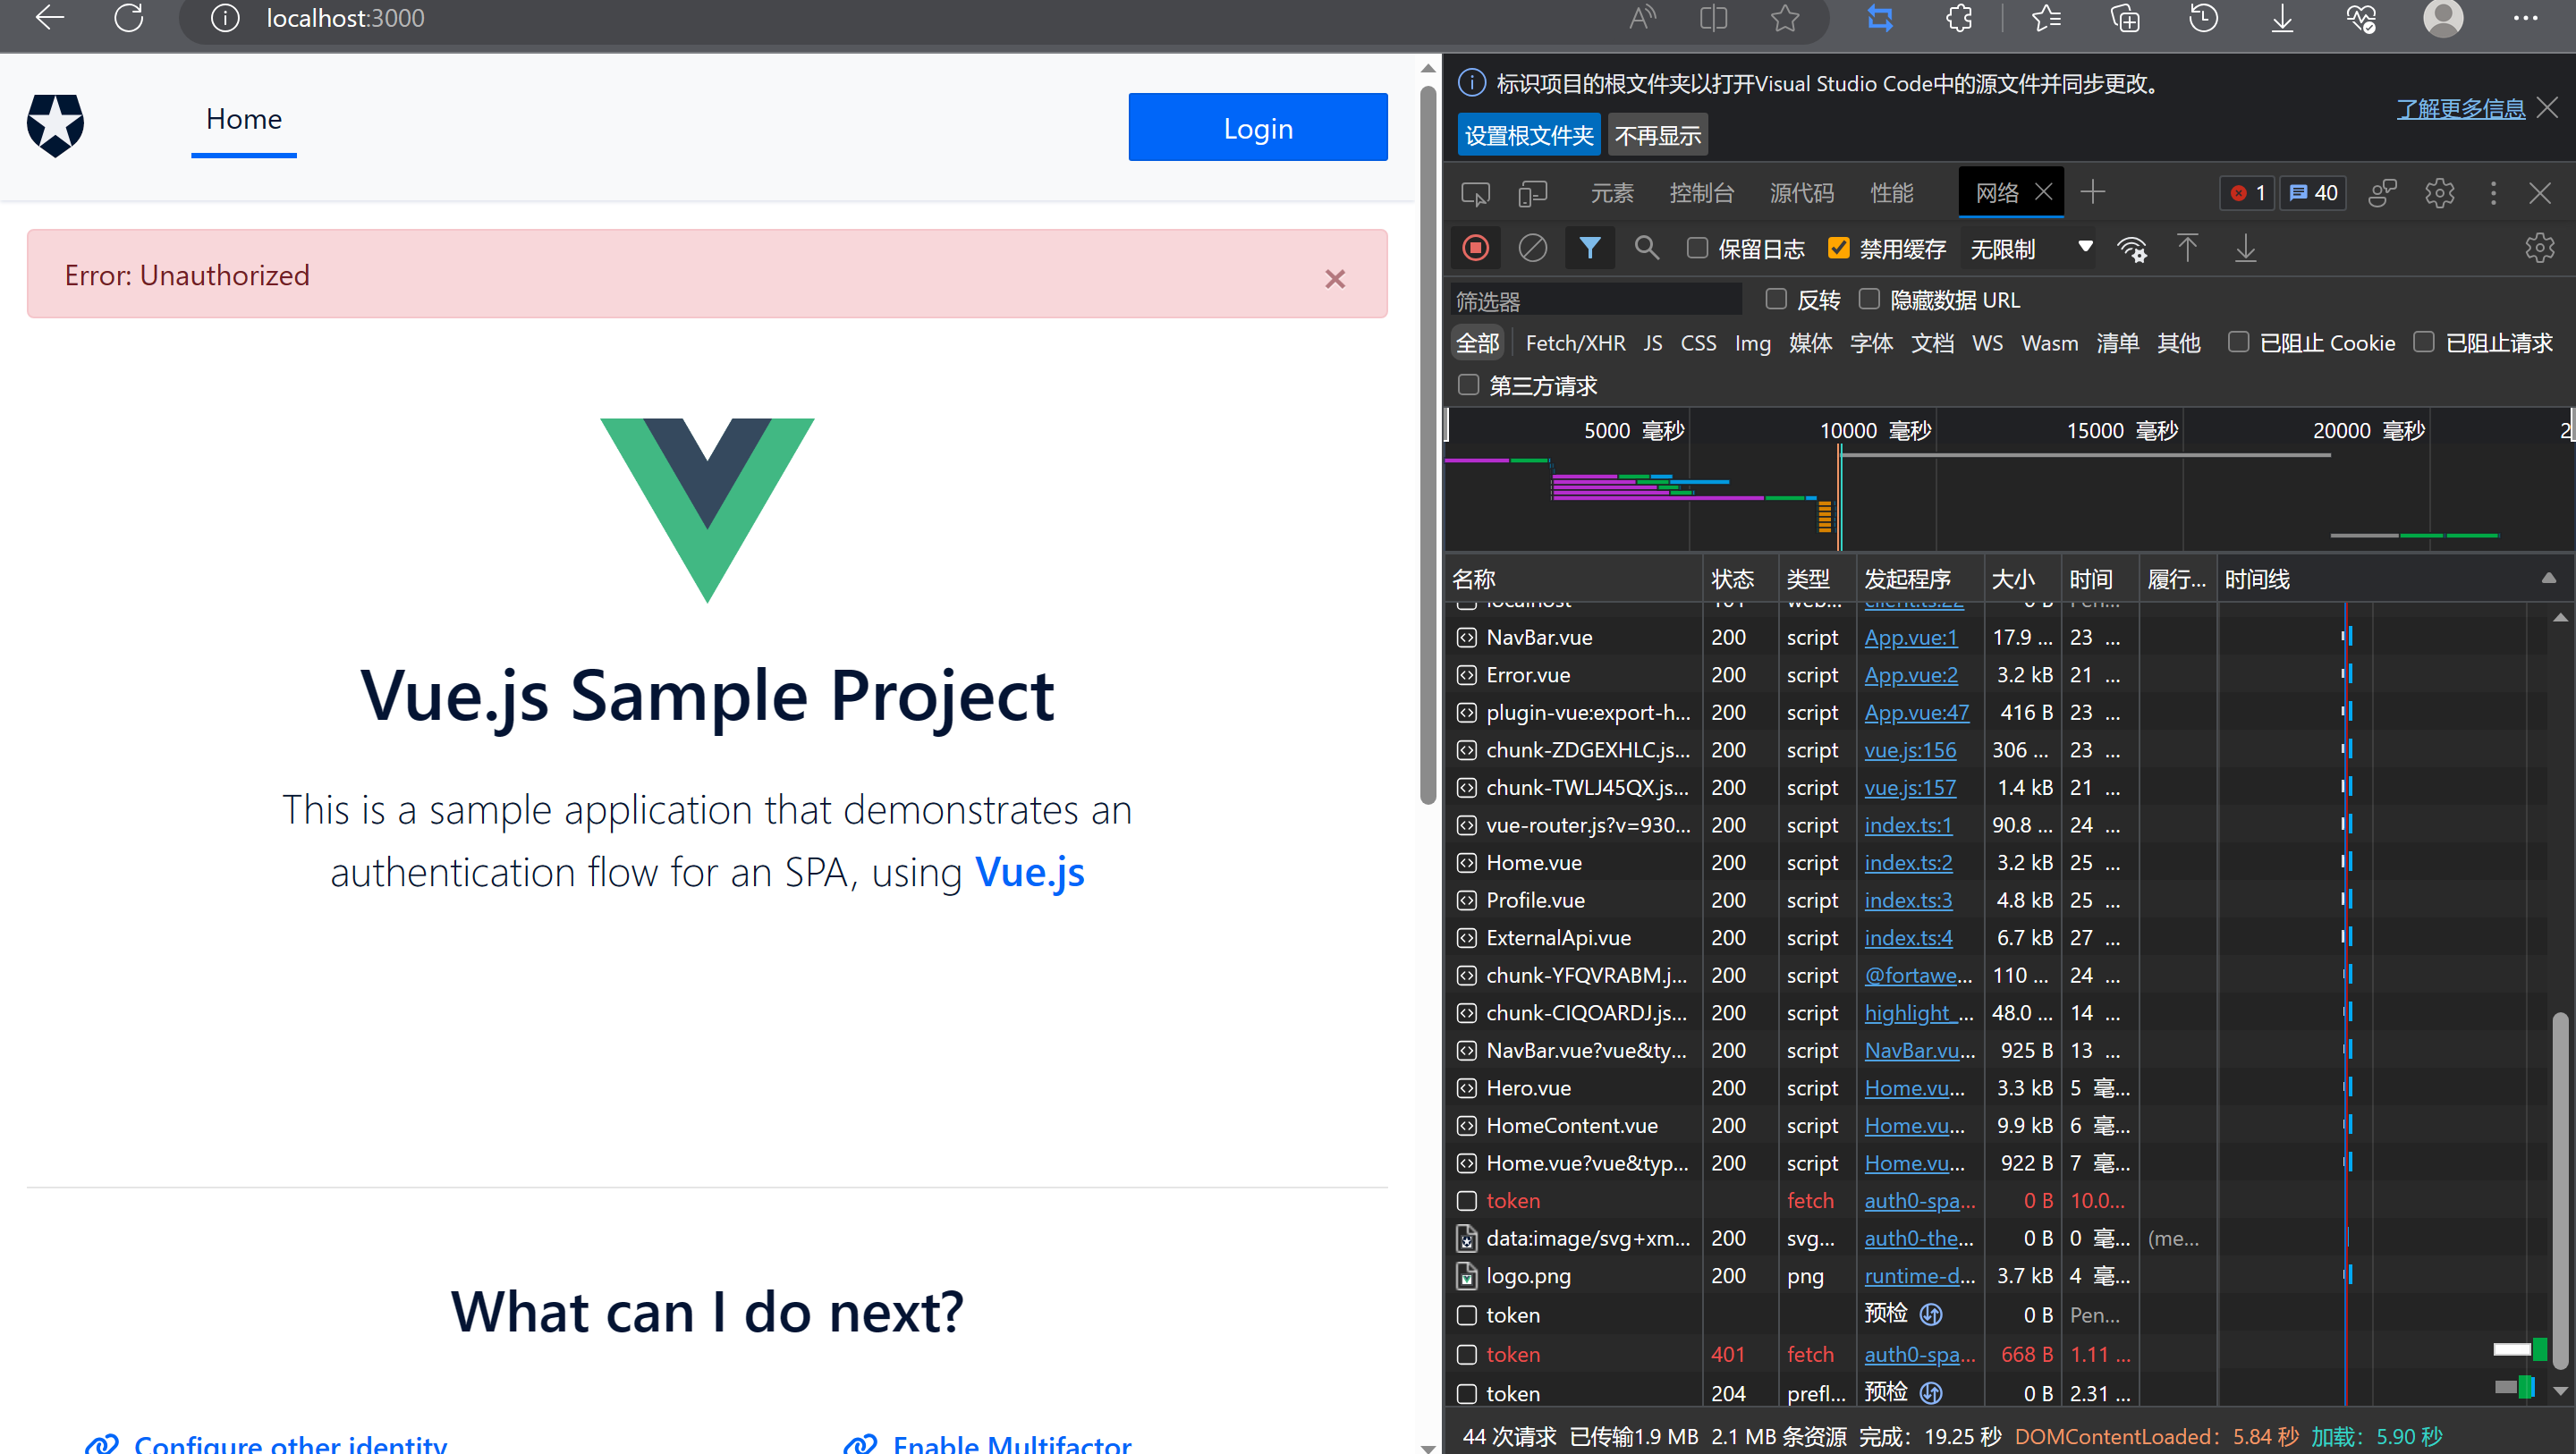 localhost:3000
Home
Login
Error: Unauthorized
Vue.js Sample Project
This is a sample application that demonstrates an
authentication flow for an SPA, using Vue.js
What can I do next?
Configure other identity
Enable Multifactor
标识项目的根文件夹以打开Visual Studio Code中的源文件并同步更改。
了解更多信息
设置根文件夹 不再显示
元素 控制台 源代码 性能 网络 1 40
保留日志 禁用缓存 无限制
筛选器 反转 隐藏数据 URL
全部 Fetch/XHR JS CSS Img 媒体 字体 文档 WS Wasm 清单 其他 已阻止 Cookie 已阻止请求
第三方请求
5000 毫秒 10000 毫秒 15000 毫秒 20000 毫秒 2
名称 状态 类型 发起程序 大小 时间 履行... 时间线
localhost 101 web... client.ts:22 0 B Pen...
NavBar.vue 200 script App.vue:1 17.9 ... 23 ...
Error.vue 200 script App.vue:2 3.2 kB 21 ...
plugin-vue:export-h... 200 script App.vue:47 416 B 23 ...
chunk-ZDGEXHLC.js... 200 script vue.js:156 306 ... 23 ...
chunk-TWLJ45QX.js... 200 script vue.js:157 1.4 kB 21 ...
vue-router.js?v=930... 200 script index.ts:1 90.8 ... 24 ...
Home.vue 200 script index.ts:2 3.2 kB 25 ...
Profile.vue 200 script index.ts:3 4.8 kB 25 ...
ExternalApi.vue 200 script index.ts:4 6.7 kB 27 ...
chunk-YFQVRABM.j... 200 script @fortawe... 110 ... 24 ...
chunk-CIQOARDJ.js... 200 script highlight_... 48.0 ... 14 ...
NavBar.vue?vue&ty... 200 script NavBar.vu... 925 B 13 ...
Hero.vue 200 script Home.vu... 3.3 kB 5 毫...
HomeContent.vue 200 script Home.vu... 9.9 kB 6 毫...
Home.vue?vue&typ... 200 script Home.vu... 922 B 7 毫...
token fetch auth0-spa... 0 B 10.0...
data:image/svg+xm... 200 svg... auth0-the... 0 B 0 毫... (me...
logo.png 200 png runtime-d... 3.7 kB 4 毫...
token 预检 0 B Pen...
token 401 fetch auth0-spa... 668 B 1.11 ...
token 204 prefl... 预检 0 B 2.31 ...
44 次请求 已传输1.9 MB 2.1 MB 条资源 完成：19.25 秒 DOMContentLoaded：5.84 秒 加载：5.90 秒